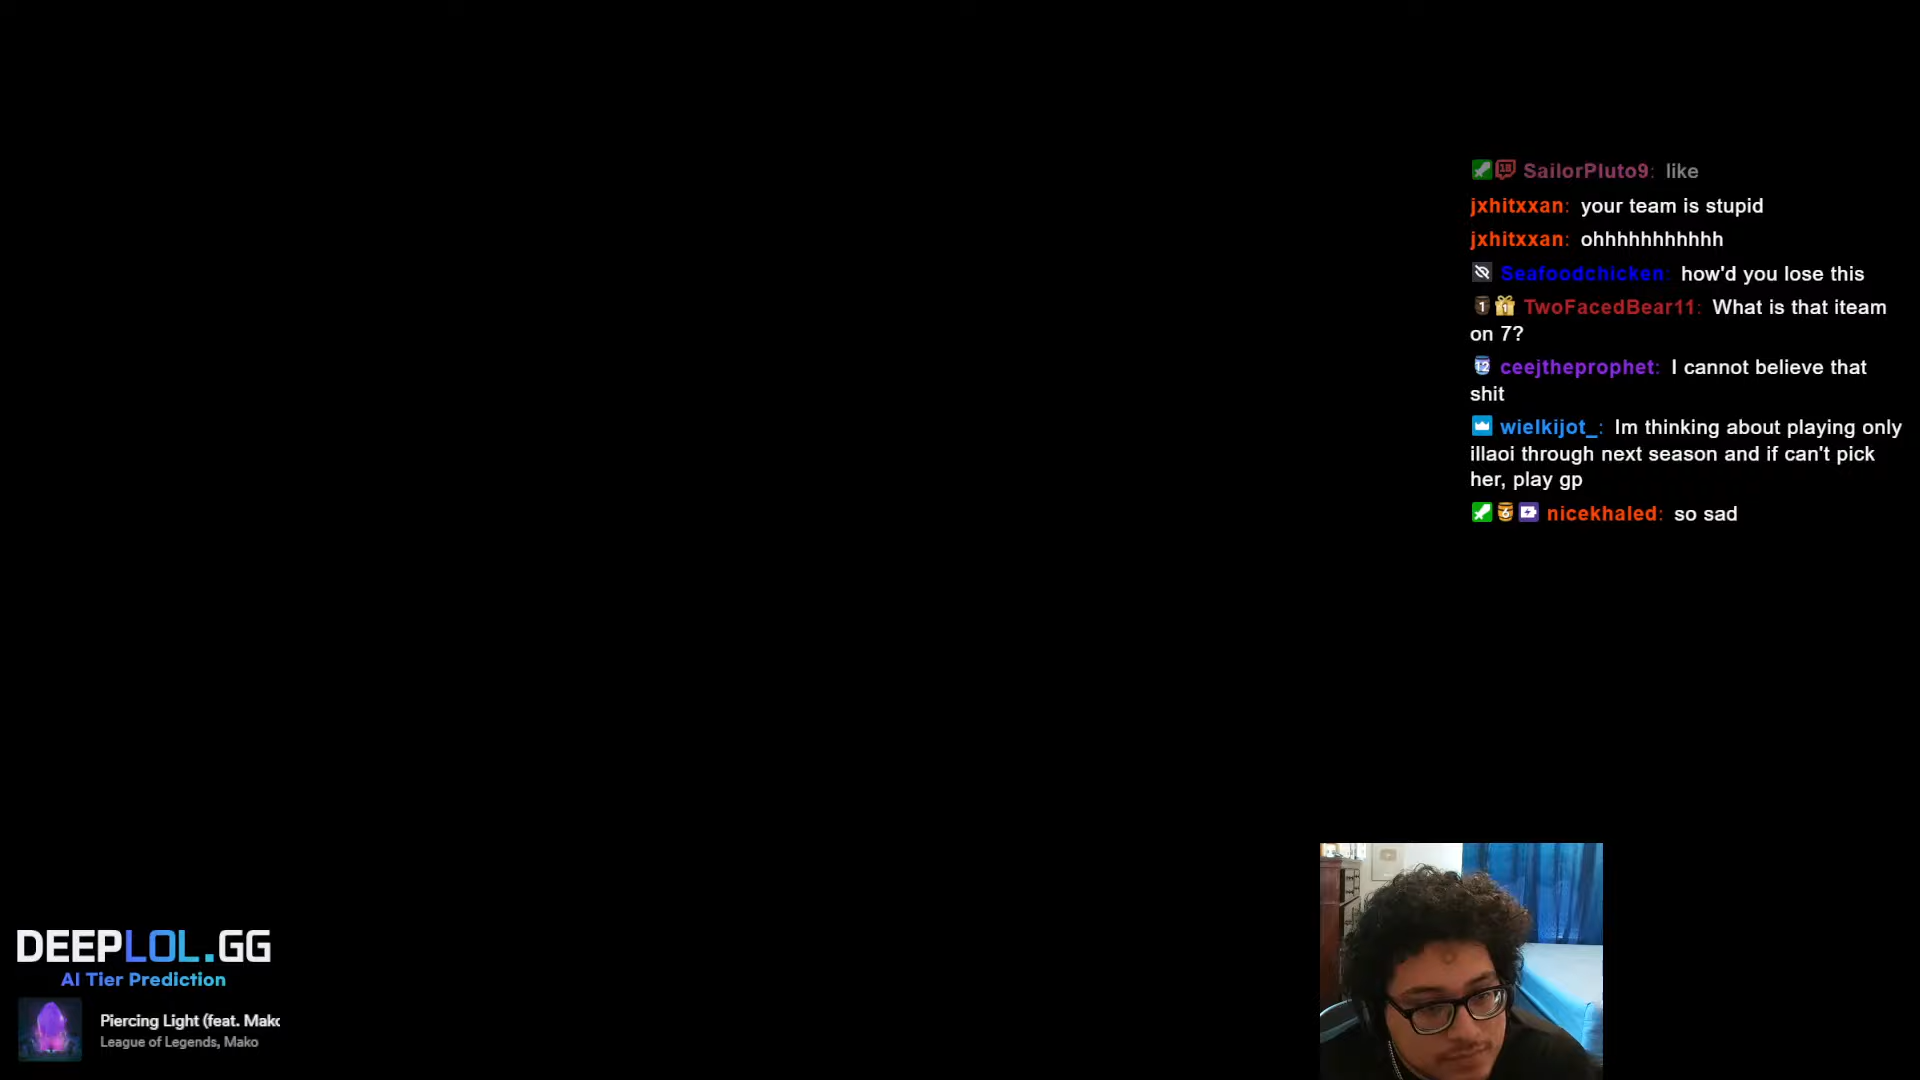 SailorPluto9: like
jxhitxxan: your team is stupid
jxhitxxan: ohhhhhhhhhhh
Seafoodchicken: how'd you lose this
TwoFacedBear11: What is that iteam
on 7?
ceejtheprophet: I cannot believe that
shit
wielkijot_: Im thinking about playing only
illaoi through next season and if can't pick
her, play gp
nicekhaled: so sad
DEEPLOL.GG
AI Tier Prediction
Piercing Light (feat. Mako
League of Legends, Mako